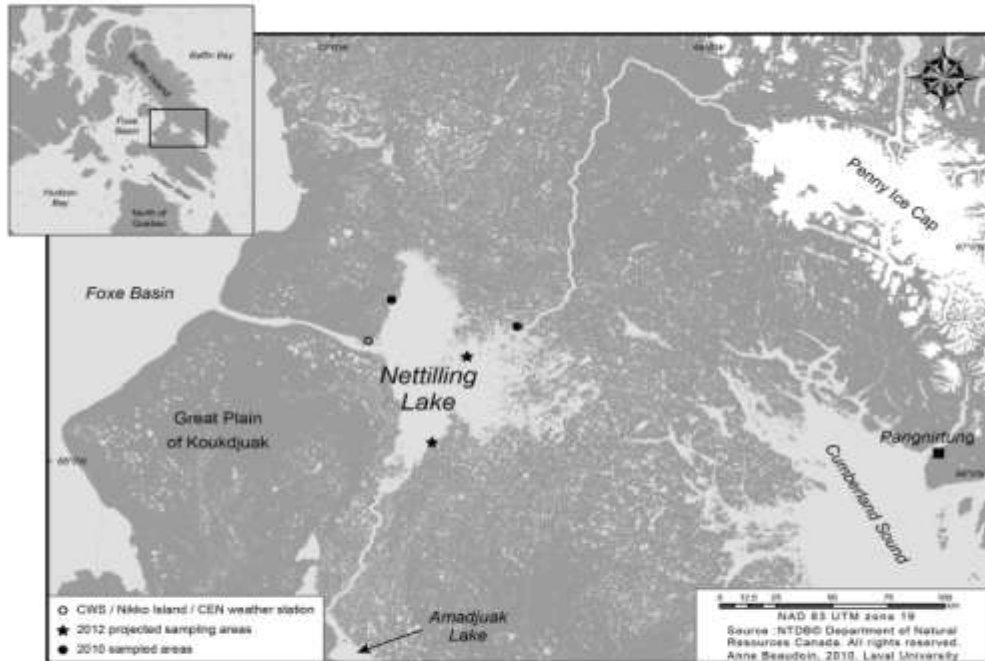 Baffin Bay
Baffin Island
Foxe
Basin
Hudson
Bay
North of
Quebec
Penny Ice Cap
Foxe Basin
Nettilling
Lake
Great Plain
of Koukdjuak
Pangnirtung
Cumberland Sound
Amadjuak
Lake
CWS / Nikko Island / CEN weather station
2012 projected sampling areas
2010 sampled areas
NAD 83 UTM zone 19
Source : NTDB© Department of Natural
Resources Canada. All rights reserved.
Anne Beaudoin, 2010. Laval University